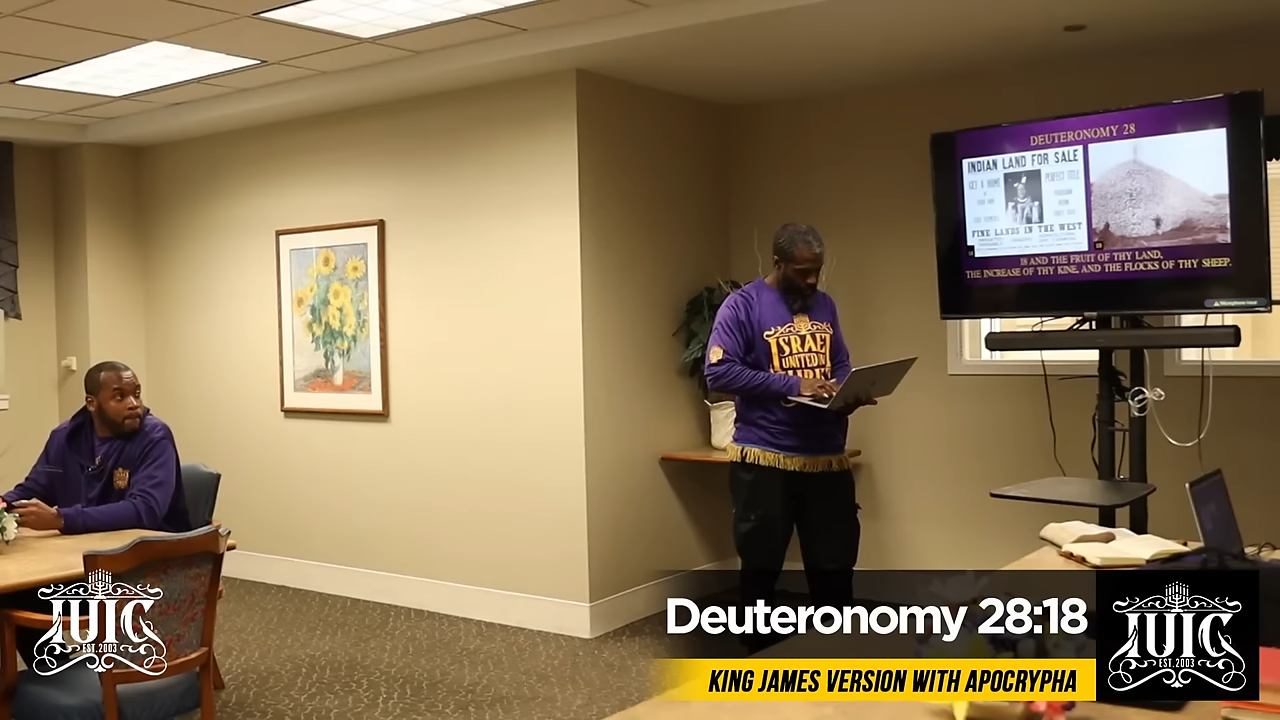 DEUTERONOMY 28
INDIAN LAND FOR SALE
GET A HOME
PERFECT TITLE
FINE LANDS IN THE WEST
18 AND THE FRUIT OF THY LAND,
THE INCREASE OF THY KINE, AND THE FLOCKS OF THY SHEEP.
ISRAEL
UNITED IN
ISRAEL
IUIC
EST. 2003
Deuteronomy 28:18
KING JAMES VERSION WITH APOCRYPHA
IUIC
EST. 2003